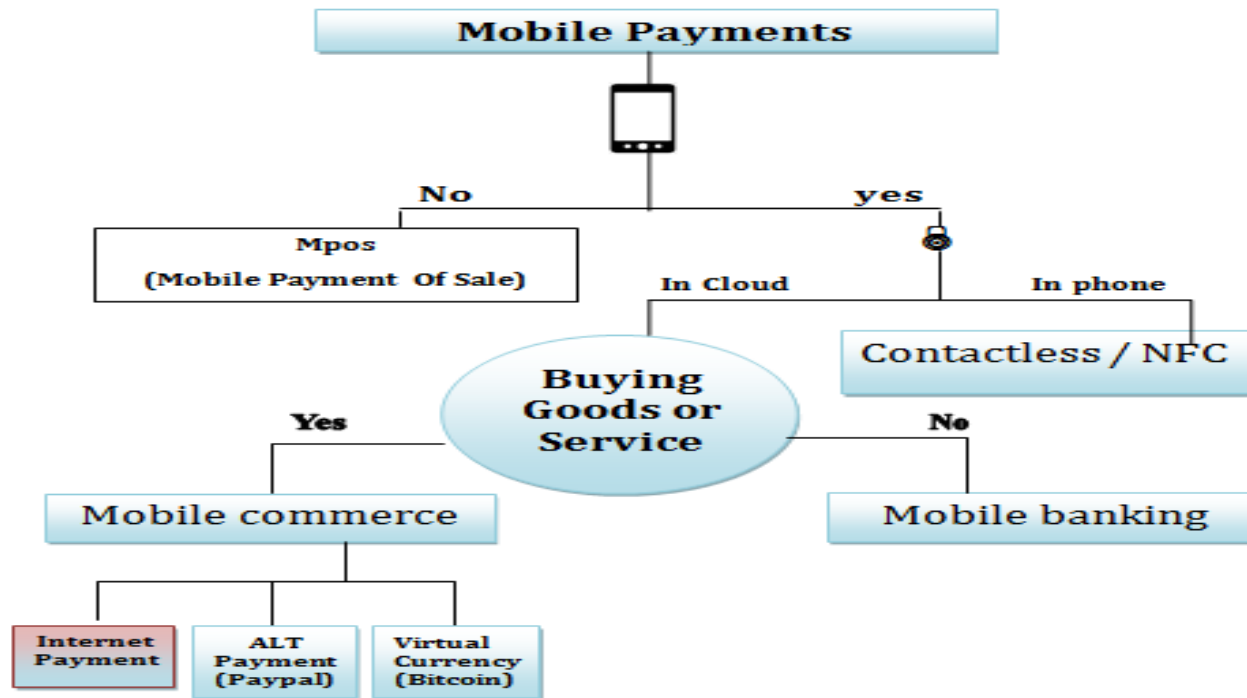 Mobile Payments
No
yes
Mpos
(Mobile Payment Of Sale)
In Cloud
In phone
Contactless / NFC
Buying
Goods or
Service
Yes
No
Mobile commerce
Mobile banking
Internet
Payment
ALT
Payment
(Paypal)
Virtual
Currency
(Bitcoin)